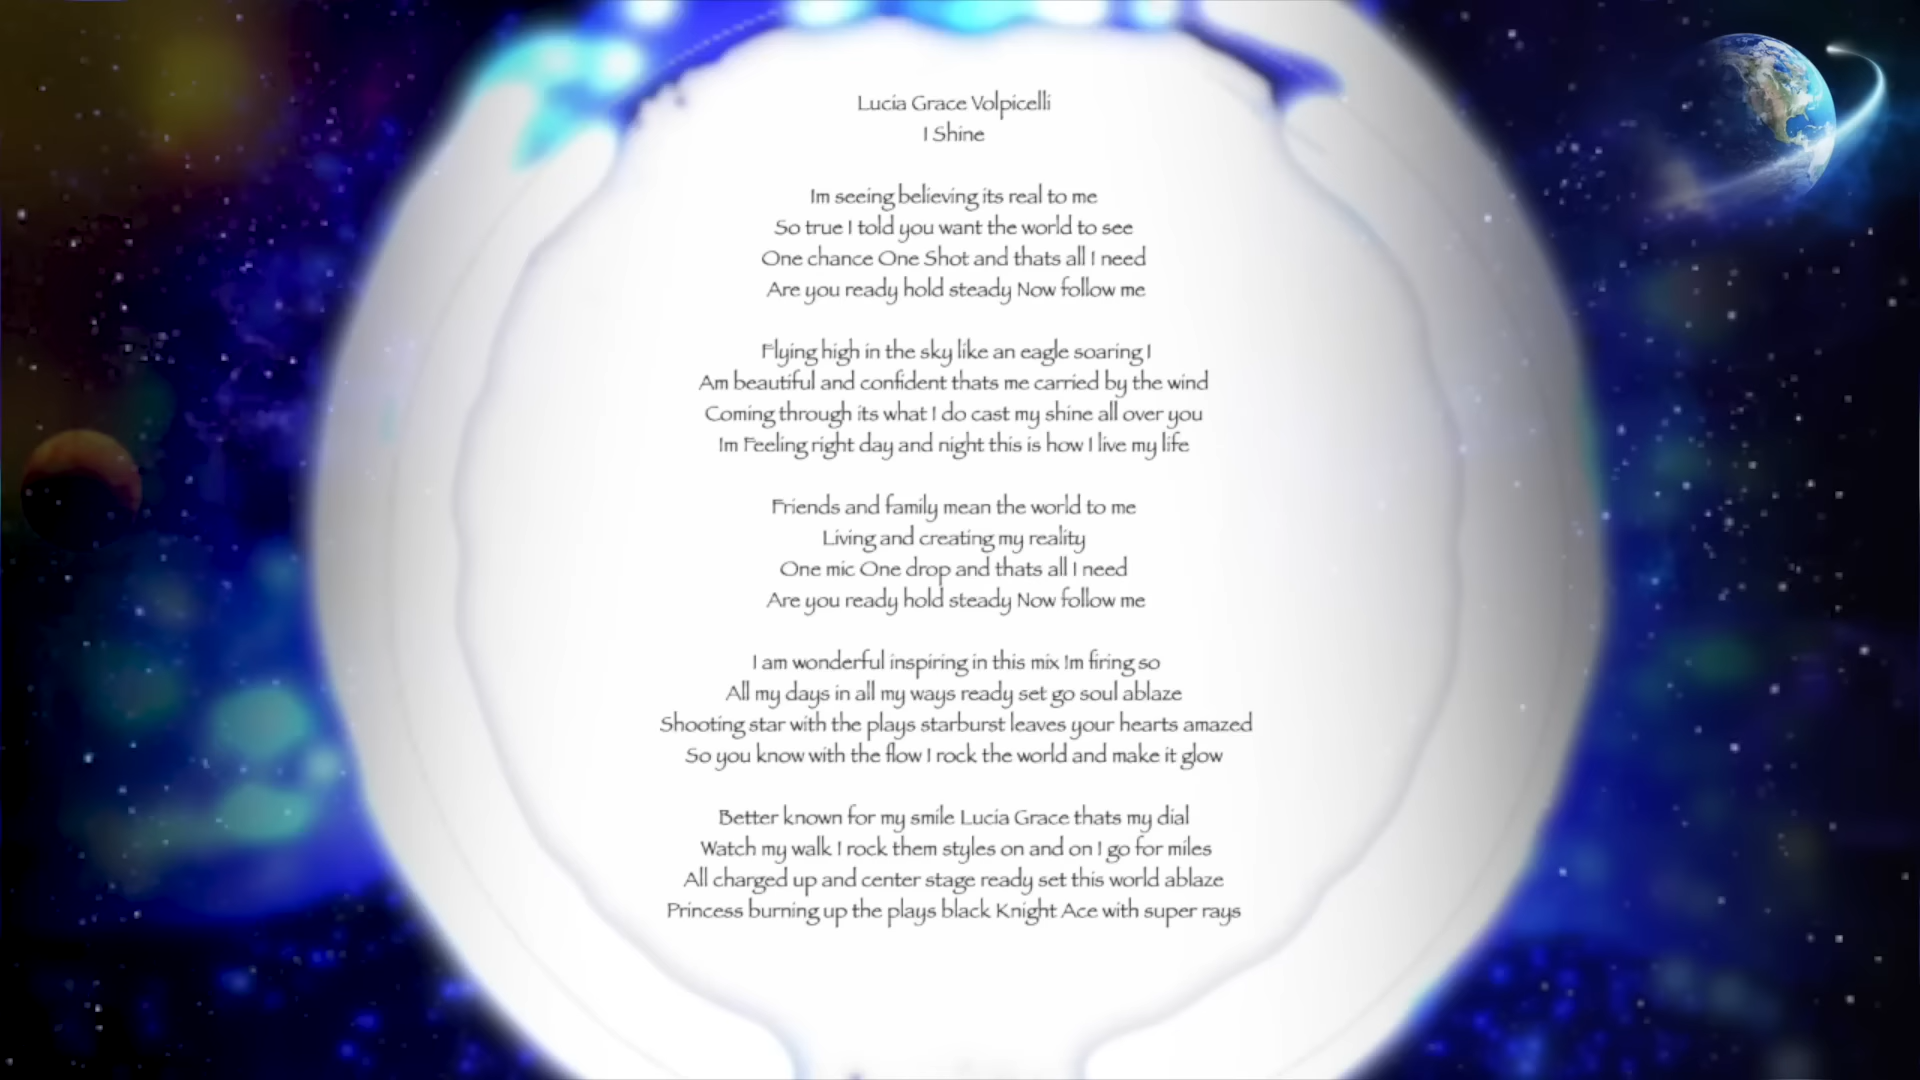 Lucia Grace Volpicelli
I Shine
Im seeing believing its real to me
So true I told you want the world to see
One chance One Shot and thats all I need
Are you ready hold steady Now follow me
Flying high in the sky like an eagle soaring I
Am beautiful and confident thats me carried by the wind
Coming through its what I do cast my shine all over you
Im Feeling right day and night this is how I live my life
Friends and family mean the world to me
Living and creating my reality
One mic One drop and thats all I need
Are you ready hold steady Now follow me
I am wonderful inspiring in this mix Im firing so
All my days in all my ways ready set go soul ablaze
Shooting star with the plays starburst leaves your hearts amazed
So you know with the flow I rock the world and make it glow
Better known for my smile Lucia Grace thats my dial
Watch my walk I rock them styles on and on I go for miles
All charged up and center stage ready set this world ablaze
Princess burning up the plays black Knight Ace with super rays